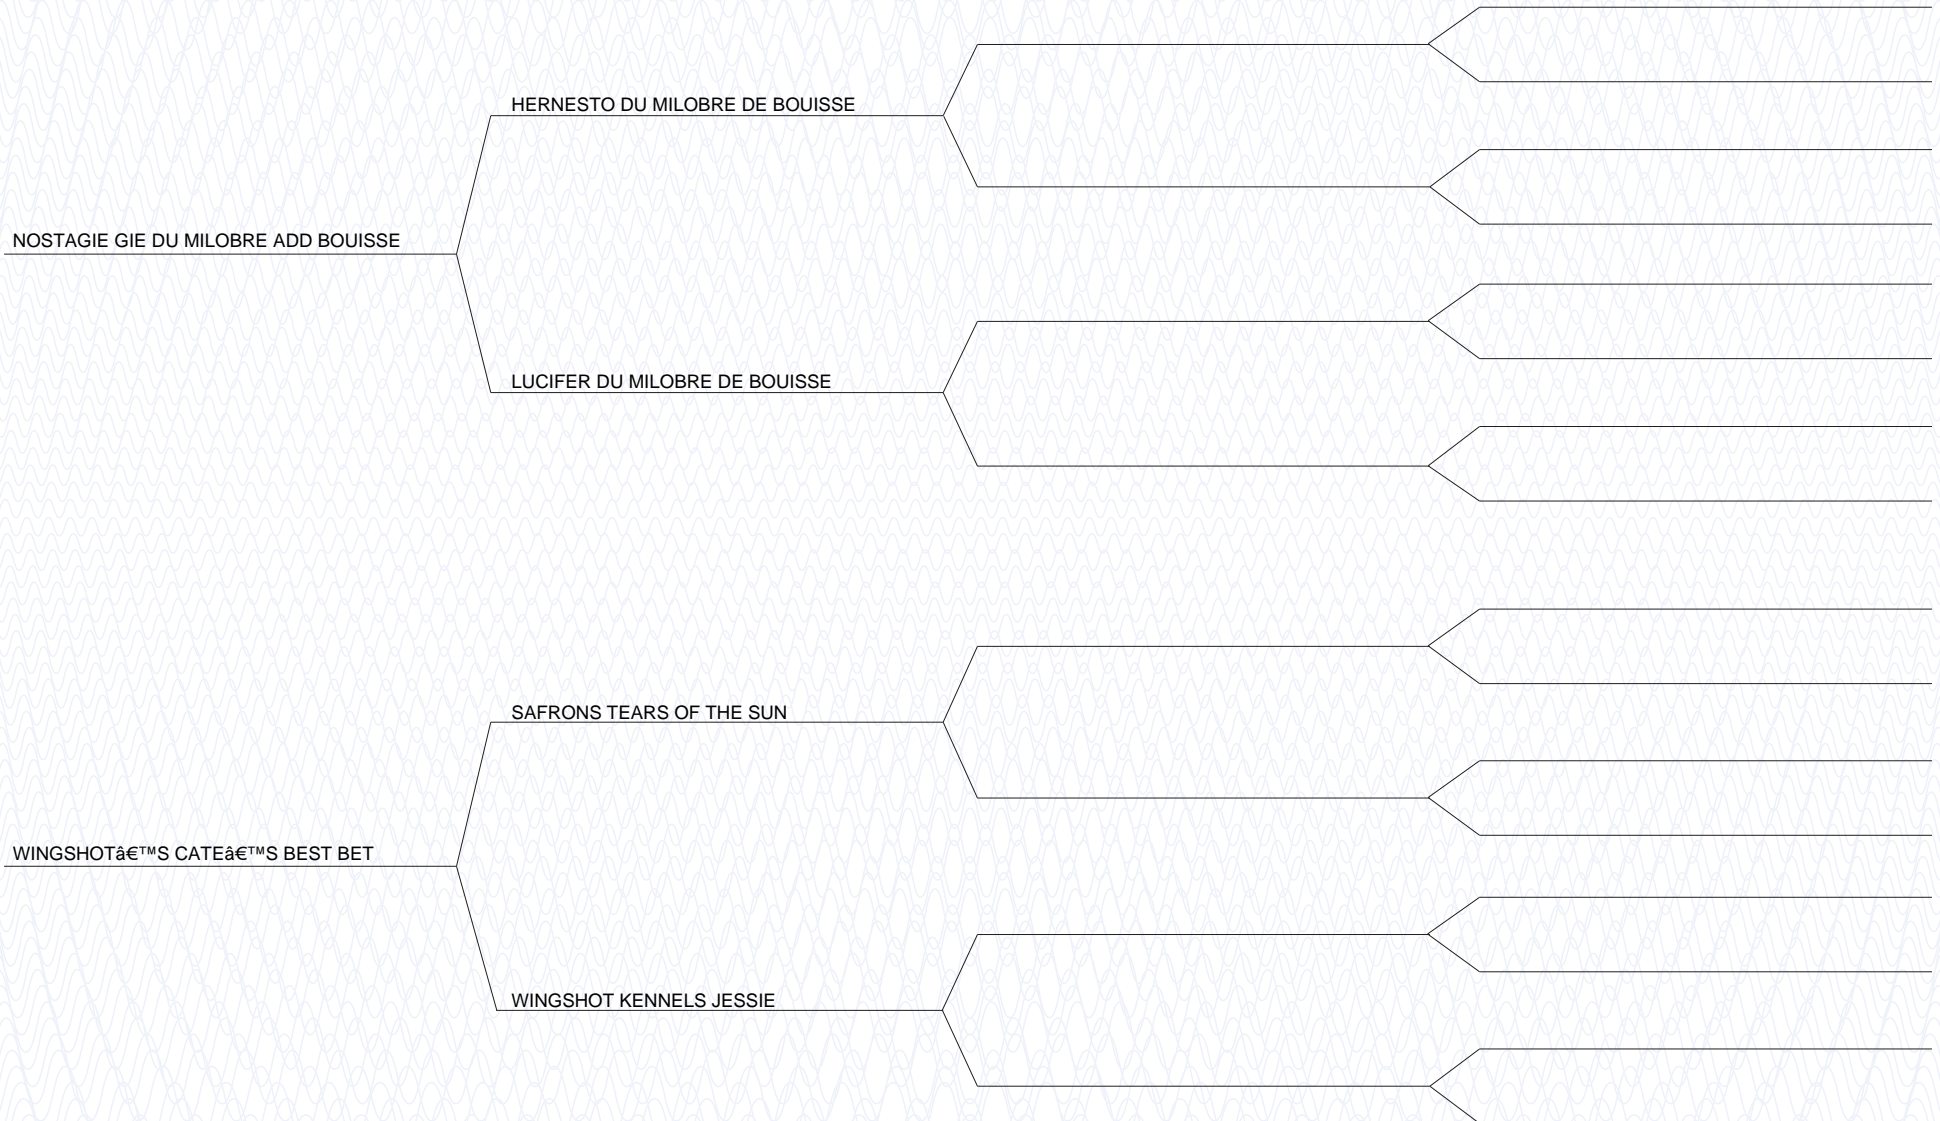 HERNESTO DU MILOBRE DE BOUISSE
NOSTAGIE GIE DU MILOBRE ADD BOUISSE
LUCIFER DU MILOBRE DE BOUISSE
SAFRONS TEARS OF THE SUN
WINGSHOTâ€™S CATEâ€™S BEST BET
WINGSHOT KENNELS JESSIE